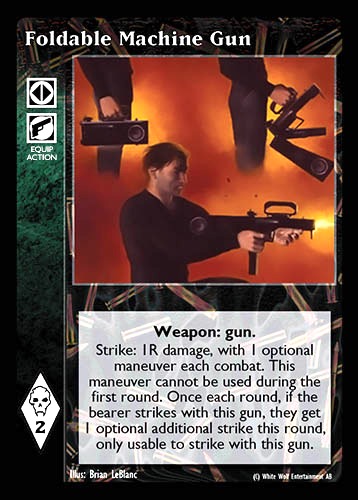 Foldable Machine Gun
EQUIP
ACTION
Weapon: gun.
Strike: 1R damage, with 1 optional
maneuver each combat. This
maneuver cannot be used during the
first round. Once each round, if the
bearer strikes with this gun, they get
1 optional additional strike this round,
only usable to strike with this gun.
2
Illus: Brian LeBlanc
(C) White Wolf Entertainment AB